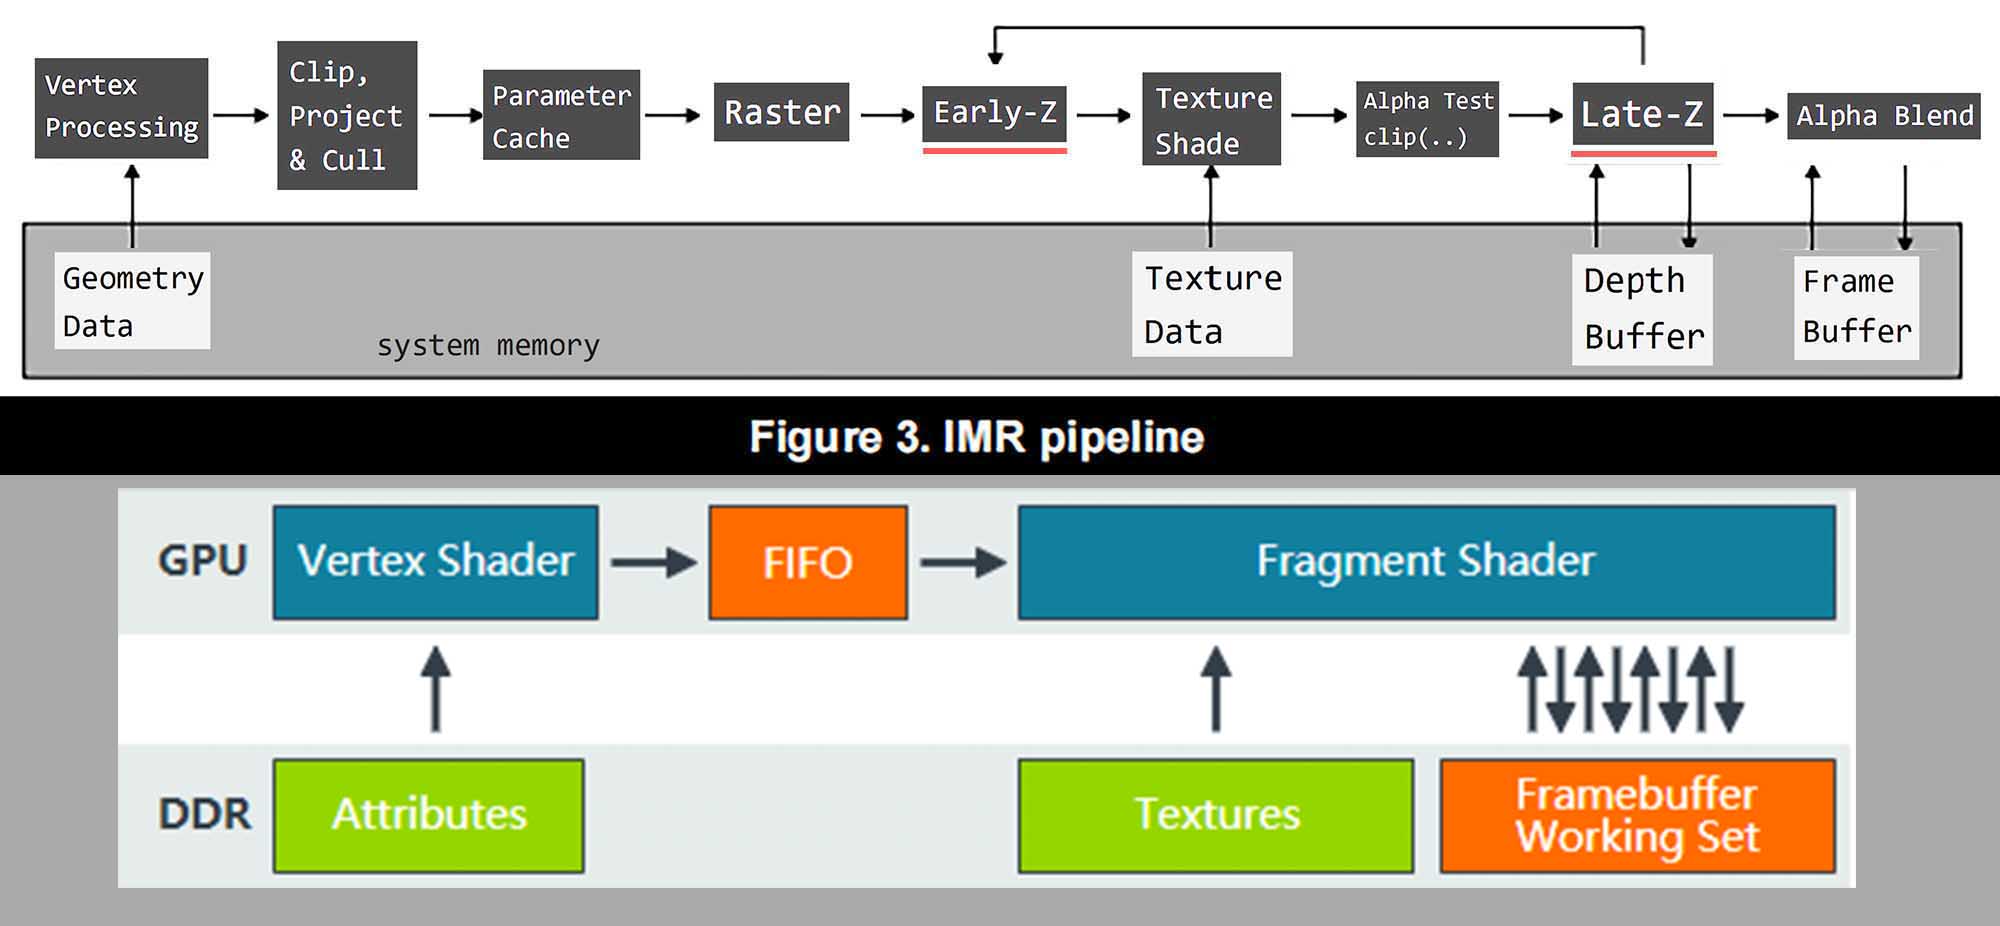 Vertex
Processing
Clip,
Project
& Cull
Parameter
Cache
Raster
Early-Z
Texture
Shade
Alpha Test
clip(..)
Late-Z
Alpha Blend
Geometry
Data
system memory
Texture
Data
Depth
Buffer
Frame
Buffer
Figure 3. IMR pipeline
GPU
Vertex Shader
FIFO
Fragment Shader
DDR
Attributes
Textures
Framebuffer
Working Set